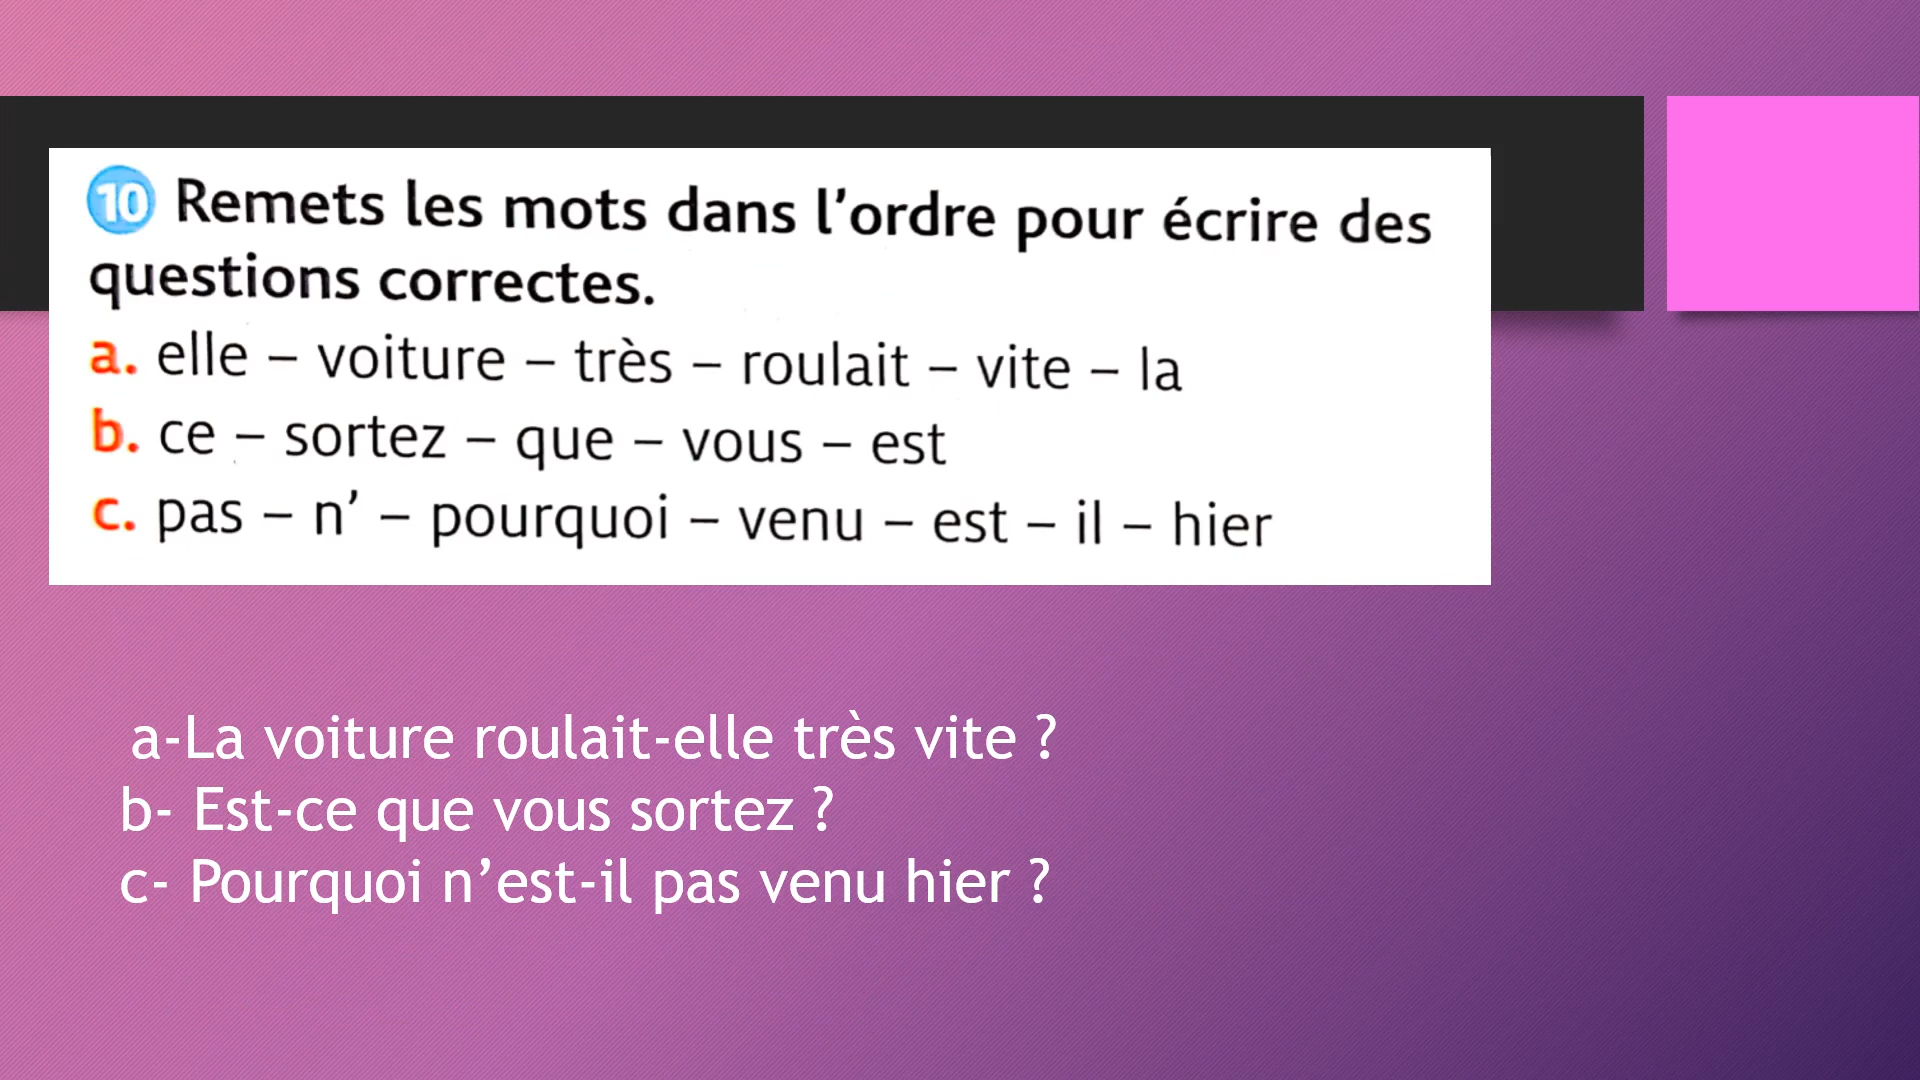 10 Remets les mots dans l'ordre pour écrire des
questions correctes.
a. elle – voiture – très – roulait – vite – la
b. ce – sortez – que – vous – est
c. pas – n' – pourquoi – venu – est – il – hier
a-La voiture roulait-elle très vite ?
b- Est-ce que vous sortez ?
c- Pourquoi n’est-il pas venu hier ?